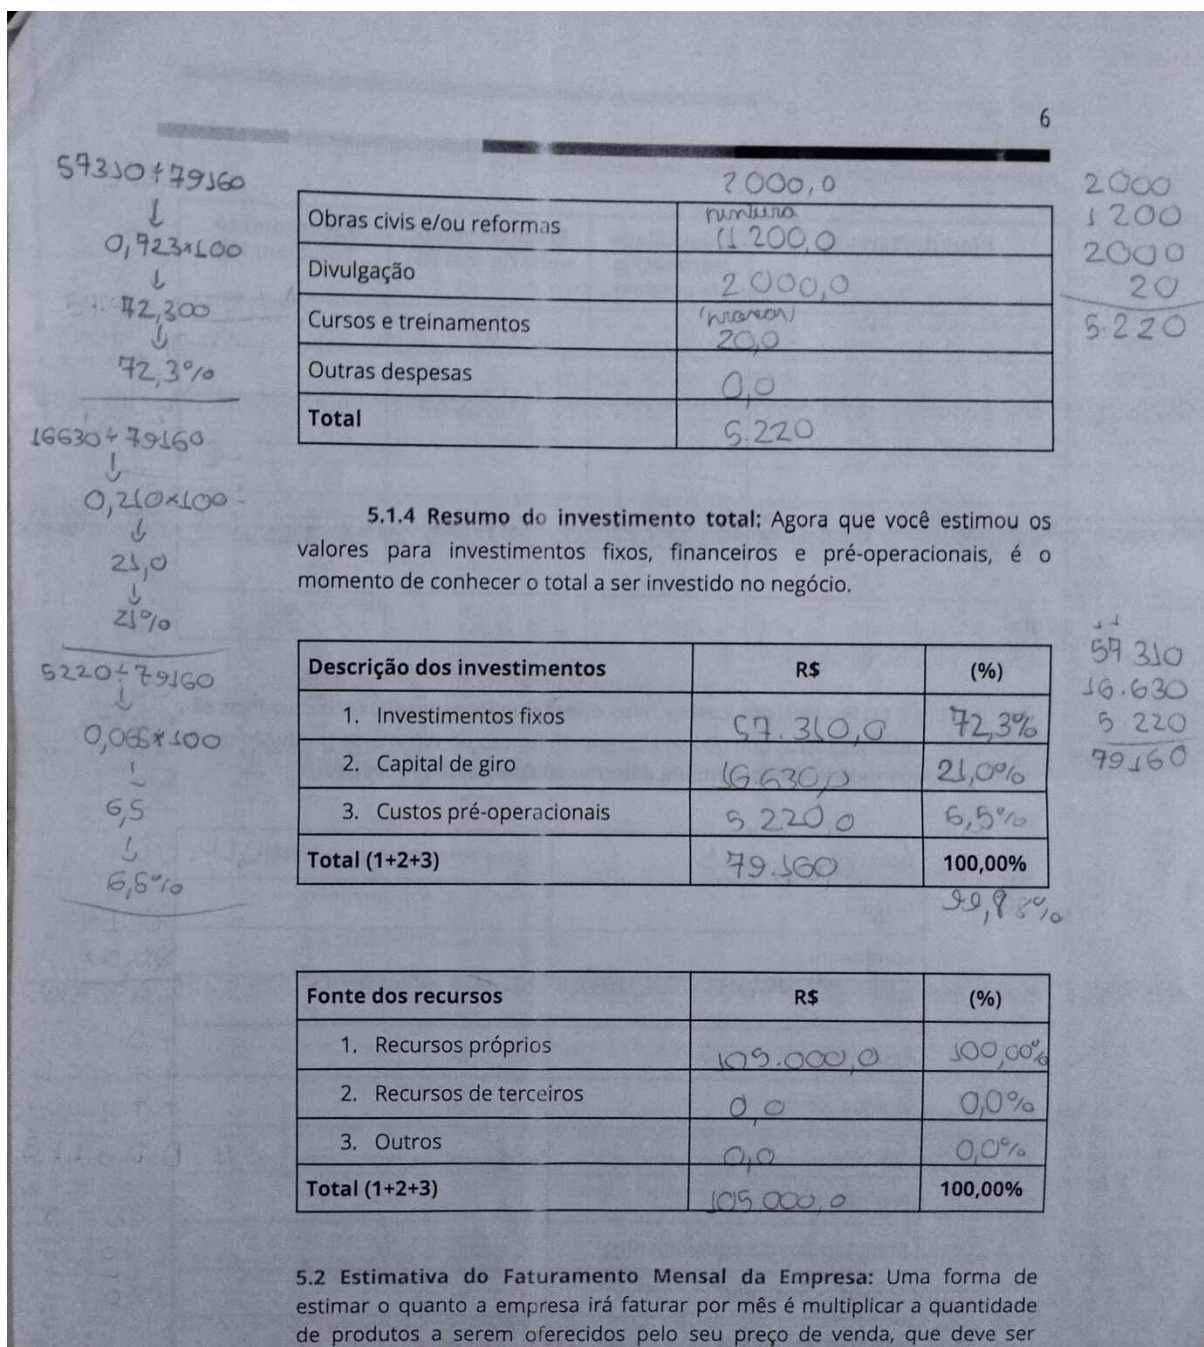 6
57310÷79160
↓
0,723×100
↓
72,300
↓
72,3%
16630÷79160
↓
0,210×100
↓
21,0
↓
21%
5220÷79160
↓
0,065×100
↓
6,5
↓
6,5%
2000,0
Obras civis e/ou reformas pintura
(1.200,0
Divulgação 2.000,0
Cursos e treinamentos
20,0
Outras despesas 0,0
Total 5.220
2000
1200
2000
20
5.220
5.1.4 Resumo do investimento total: Agora que você estimou os
valores para investimentos fixos, financeiros e pré-operacionais, é o
momento de conhecer o total a ser investido no negócio.
Descrição dos investimentos R$ (%)
1. Investimentos fixos 57.310,0 72,3%
2. Capital de giro 16.630,0 21,0%
3. Custos pré-operacionais 5.220 0 6,5%
Total (1+2+3) 79.160 100,00%
99,8%
1 1
57 310
16.630
5 220
79160
Fonte dos recursos R$ (%)
1. Recursos próprios 105.000,0 100,00%
2. Recursos de terceiros 0,0 0,0%
3. Outros 0,0 0,0%
Total (1+2+3) 105.000,0 100,00%
5.2 Estimativa do Faturamento Mensal da Empresa: Uma forma de
estimar o quanto a empresa irá faturar por mês é multiplicar a quantidade
de produtos a serem oferecidos pelo seu preço de venda, que deve ser